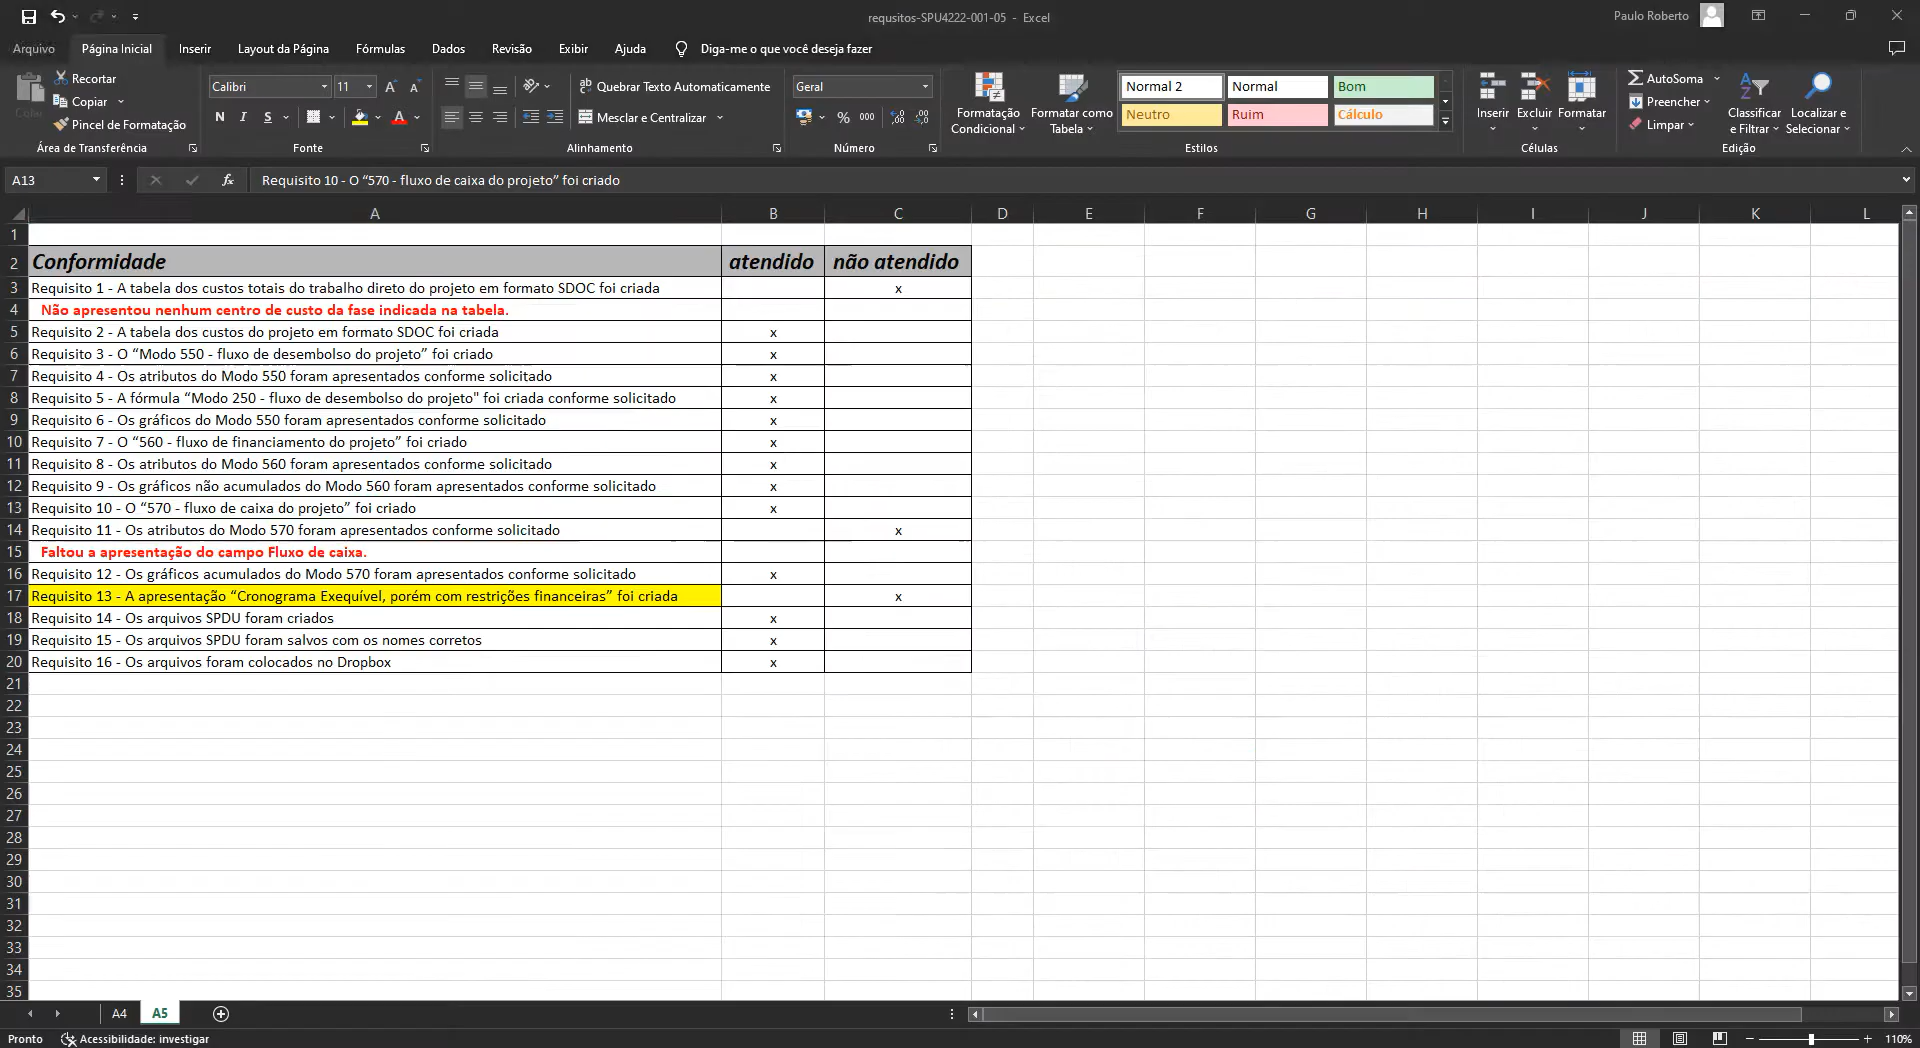 requsitos-SPU4222-001-05 - Excel
Paulo Roberto
Arquivo
Página Inicial
Inserir
Layout da Página
Fórmulas
Dados
Revisão
Exibir
Ajuda
Diga-me o que você deseja fazer
Colar
Recortar
Copiar
Pincel de Formatação
Área de Transferência
Calibri
11
N
I
S
Fonte
Quebrar Texto Automaticamente
Mesclar e Centralizar
Alinhamento
Geral
% 000
Número
Formatação Condicional
Formatar como Tabela
Normal 2
Normal
Bom
Neutro
Ruim
Cálculo
Estilos
Inserir
Excluir
Formatar
Células
AutoSoma
Preencher
Limpar
Classificar e Filtrar
Localizar e Selecionar
Edição
A13
fx
Requisito 10 - O “570 - fluxo de caixa do projeto” foi criado
A B C D E F G H I J K L
1
2 Conformidade atendido não atendido
3 Requisito 1 - A tabela dos custos totais do trabalho direto do projeto em formato SDOC foi criada x
4 Não apresentou nenhum centro de custo da fase indicada na tabela.
5 Requisito 2 - A tabela dos custos do projeto em formato SDOC foi criada x
6 Requisito 3 - O “Modo 550 - fluxo de desembolso do projeto” foi criado x
7 Requisito 4 - Os atributos do Modo 550 foram apresentados conforme solicitado x
8 Requisito 5 - A fórmula “Modo 250 - fluxo de desembolso do projeto" foi criada conforme solicitado x
9 Requisito 6 - Os gráficos do Modo 550 foram apresentados conforme solicitado x
10 Requisito 7 - O “560 - fluxo de financiamento do projeto” foi criado x
11 Requisito 8 - Os atributos do Modo 560 foram apresentados conforme solicitado x
12 Requisito 9 - Os gráficos não acumulados do Modo 560 foram apresentados conforme solicitado x
13 Requisito 10 - O “570 - fluxo de caixa do projeto” foi criado x
14 Requisito 11 - Os atributos do Modo 570 foram apresentados conforme solicitado x
15 Faltou a apresentação do campo Fluxo de caixa.
16 Requisito 12 - Os gráficos acumulados do Modo 570 foram apresentados conforme solicitado x
17 Requisito 13 - A apresentação “Cronograma Exequível, porém com restrições financeiras” foi criada x
18 Requisito 14 - Os arquivos SPDU foram criados x
19 Requisito 15 - Os arquivos SPDU foram salvos com os nomes corretos x
20 Requisito 16 - Os arquivos foram colocados no Dropbox x
21
22
23
24
25
26
27
28
29
30
31
32
33
34
35
A4
A5
Pronto
Acessibilidade: investigar
110%